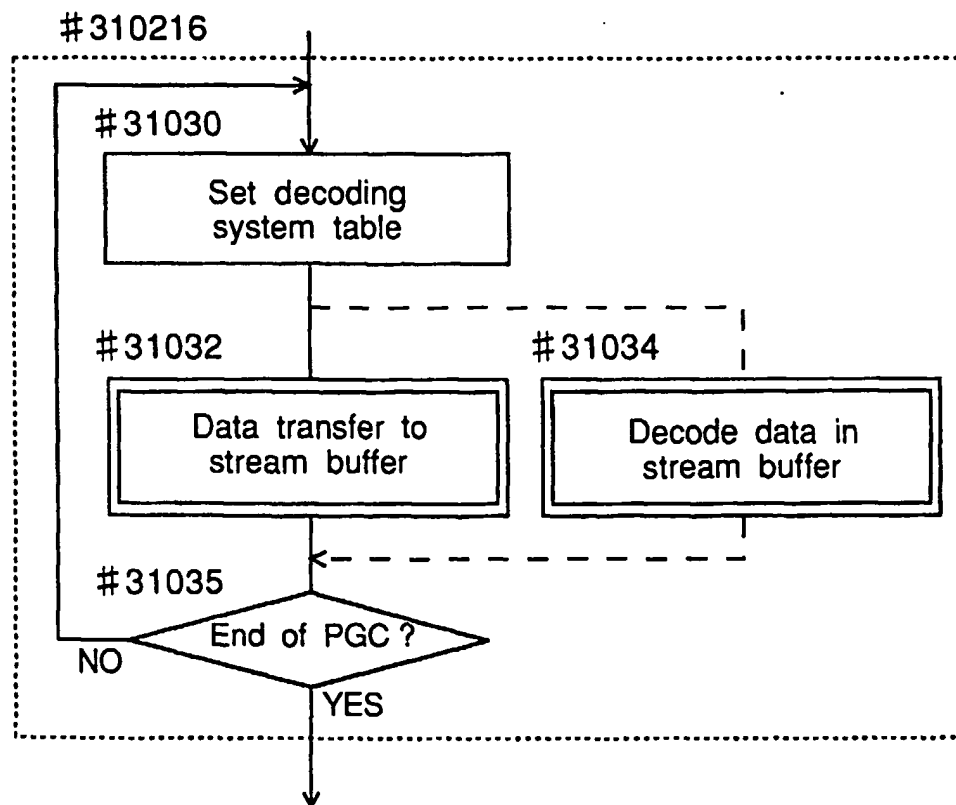 #310216
#31030
Set decoding
system table
#31032
#31034
Data transfer to
stream buffer
Decode data in
stream buffer
#31035
End of PGC ?
NO
YES